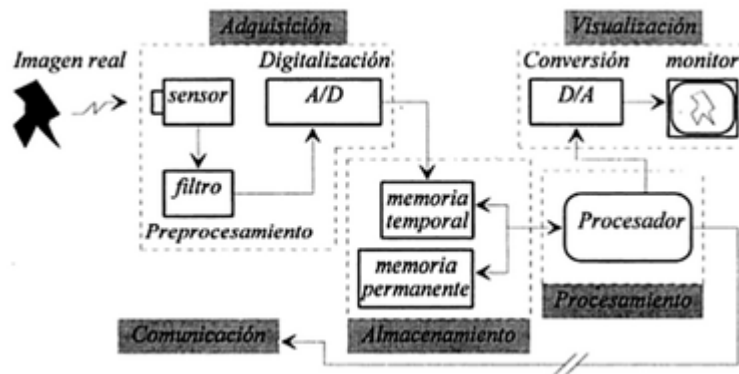 Adquisición
Visualización
Imagen real
Digitalización
Conversión
monitor
sensor
A/D
D/A
filtro
Preprocesamiento
memoria
temporal
Procesador
memoria
permanente
Procesamiento
Comunicación
Almacenamiento